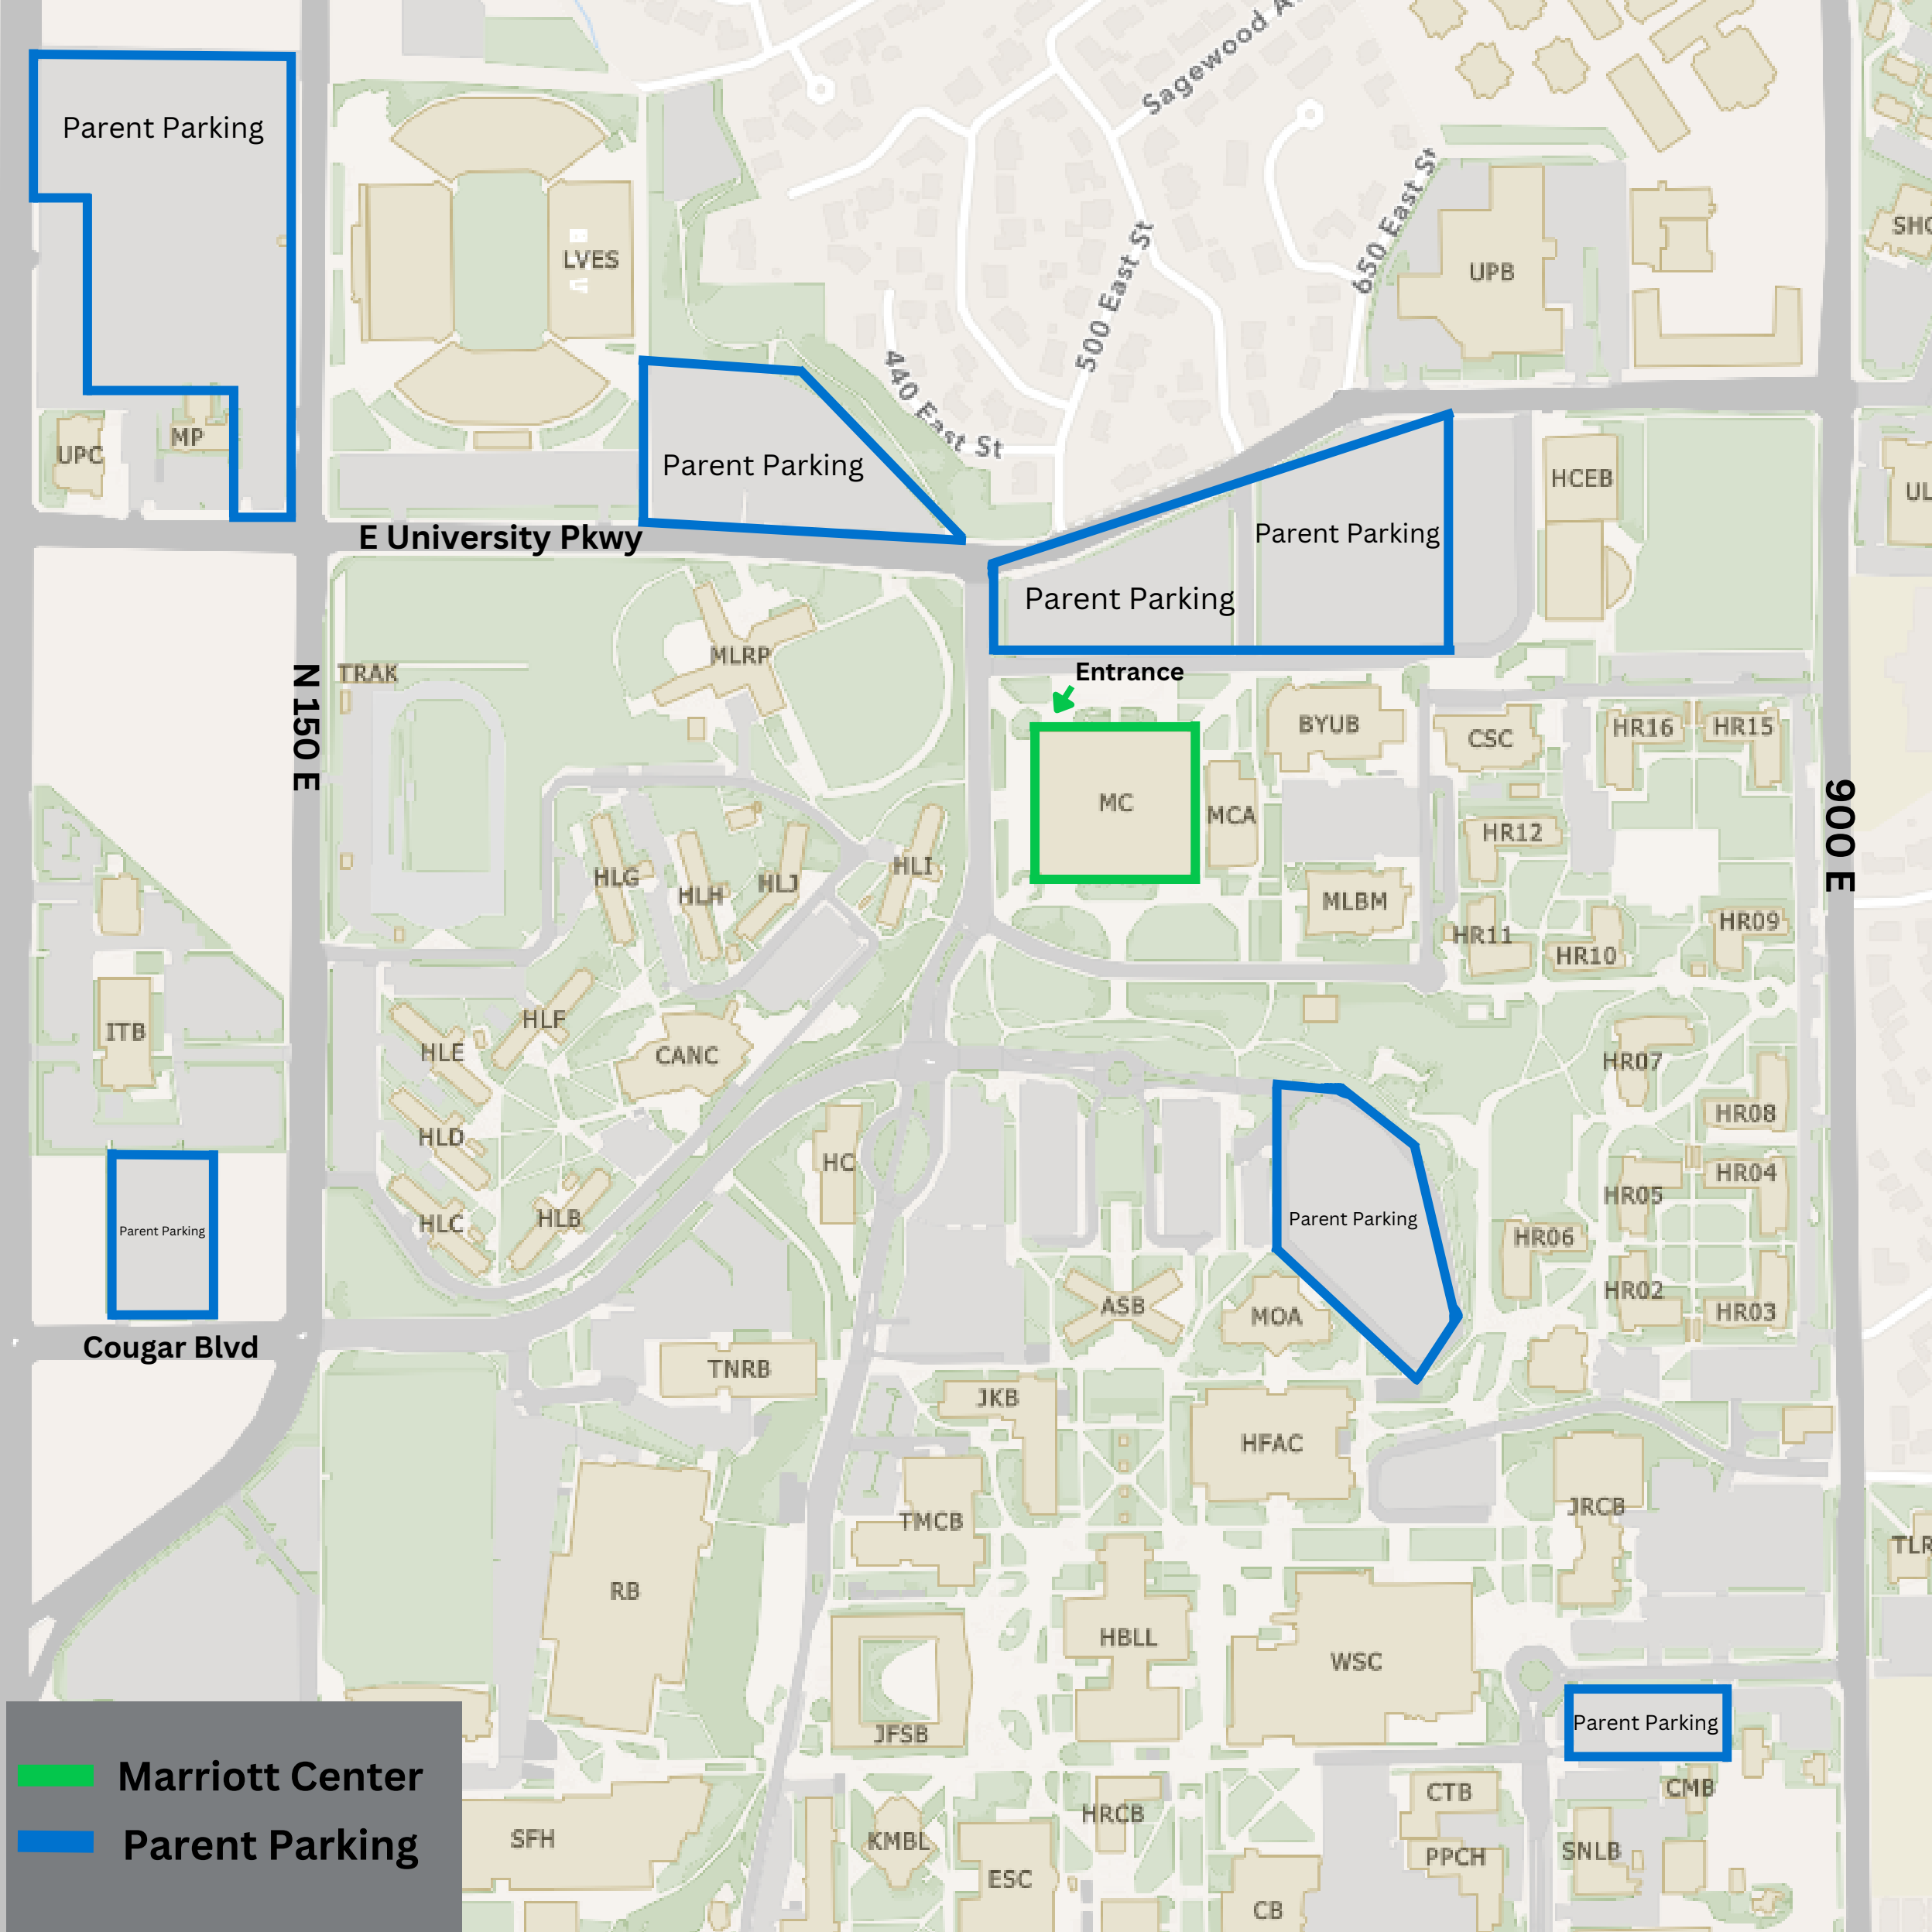 Sagewood A
Parent Parking
650 East St
SHC
LVES
500 East St
UPB
440 East St
MP
UPC
Parent Parking
HCEB
UL
E University Pkwy
Parent Parking
Parent Parking
MLRP
TRAK
Entrance
N 150 E
BYUB
CSC
HR16
HR15
MC
MCA
900 E
HR12
HLG
HLH
HLJ
HLI
MLBM
HR11
HR10
HR09
ITB
HLF
HLE
CANC
HR07
HLD
HC
HR08
HR04
HR05
Parent Parking
HLC
HLB
Parent Parking
HR06
HR02
HR03
ASB
MOA
Cougar Blvd
TNRB
JKB
HFAC
JRCB
TMCB
TLR
RB
HBLL
WSC
JFSB
Parent Parking
Marriott Center
Parent Parking
CMB
CTB
HRCB
SFH
KMBL
PPCH
SNLB
ESC
CB